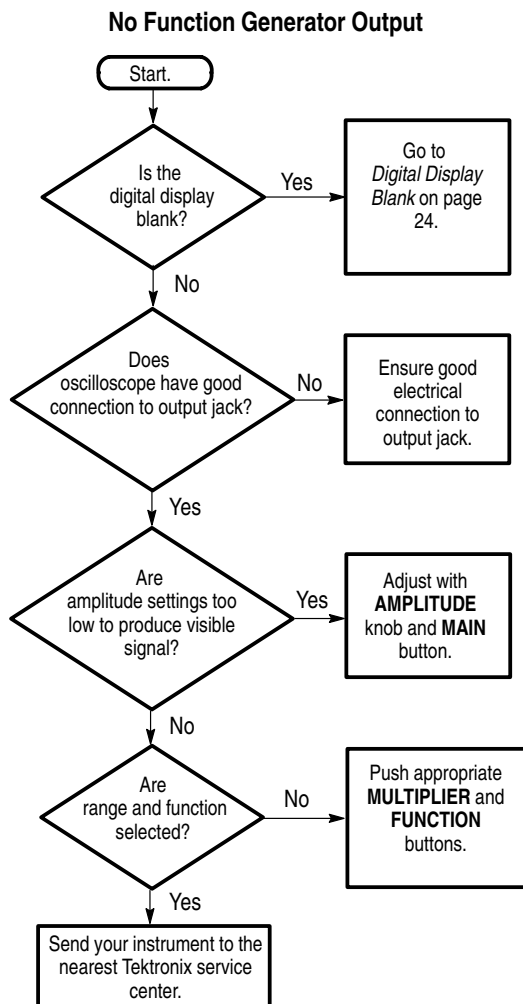 No Function Generator Output
Start.
Is the
digital display
blank?
Yes
Go to
Digital Display
Blank on page
24.
No
Does
oscilloscope have good
connection to output jack?
No
Ensure good
electrical
connection to
output jack.
Yes
Are
amplitude settings too
low to produce visible
signal?
Yes
Adjust with
AMPLITUDE
knob and MAIN
button.
No
Are
range and function
selected?
No
Push appropriate
MULTIPLIER and
FUNCTION
buttons.
Yes
Send your instrument to the
nearest Tektronix service
center.